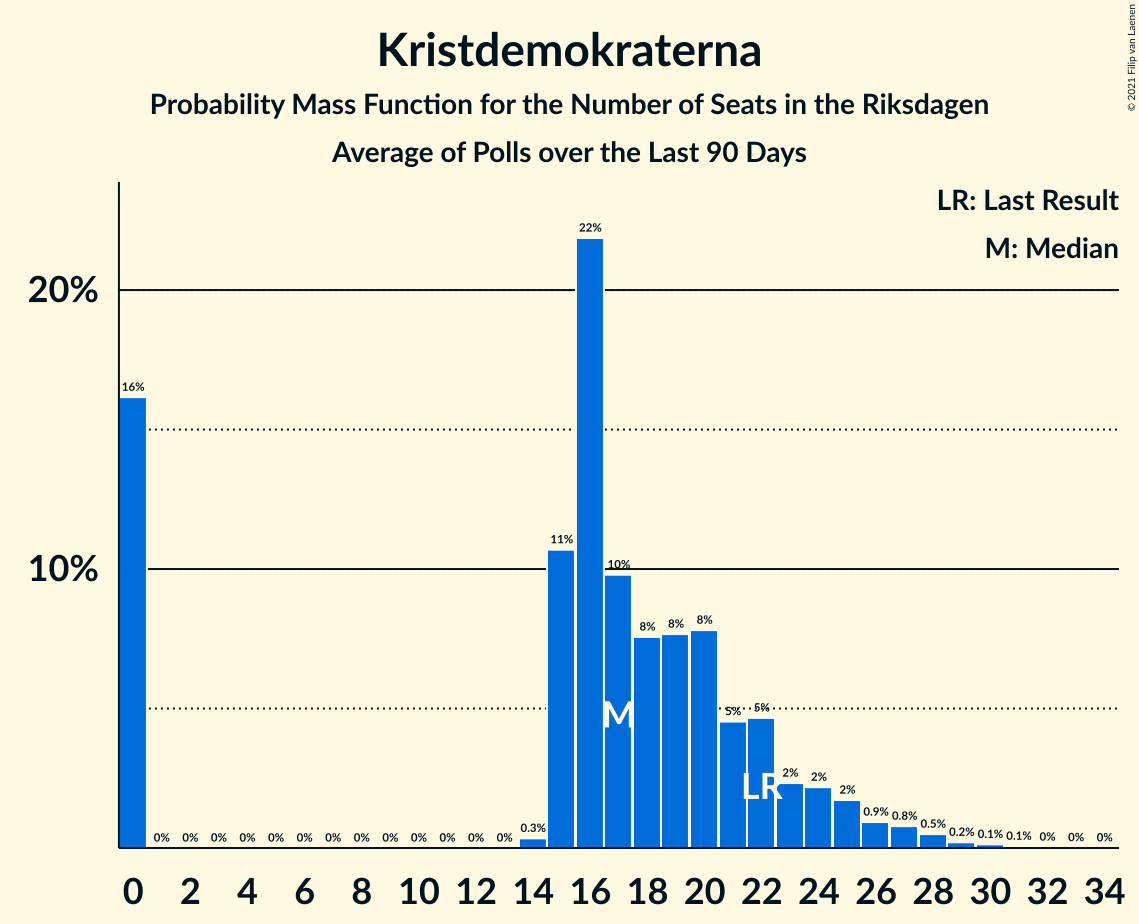 Kristdemokraterna
Probability Mass Function for the Number of Seats in the Riksdagen
Average of Polls over the Last 90 Days
© 2021 Filip van Laenen
LR: Last Result
M: Median
20%
10%
16% 0% 0% 0% 0% 0% 0% 0% 0% 0% 0% 0% 0% 0% 0.3% 11% 22% 10% 8% 8% 8% 5% 5% 2% 2% 2% 0.9% 0.8% 0.5% 0.2% 0.1% 0.1% 0% 0% 0%
M
LR
0 2 4 6 8 10 12 14 16 18 20 22 24 26 28 30 32 34